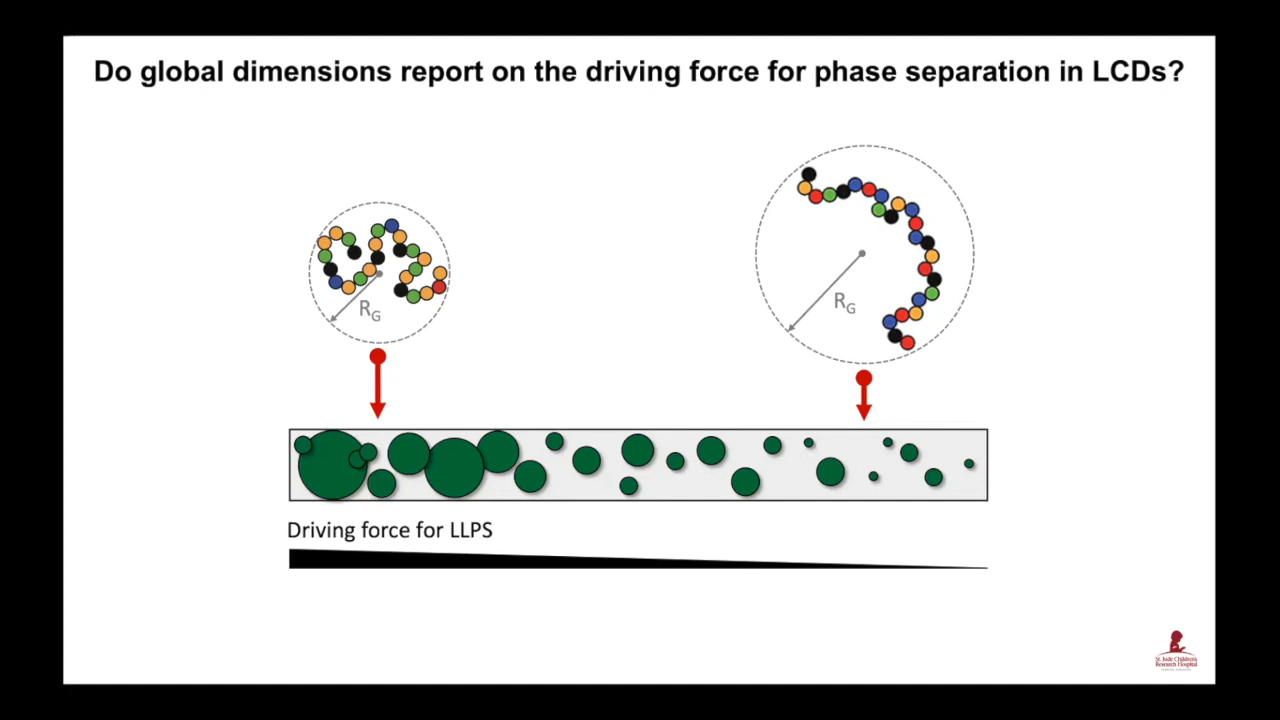 Do global dimensions report on the driving force for phase separation in LCDs?
R_G
R_G
Driving force for LLPS
St. Jude Children's
Research Hospital